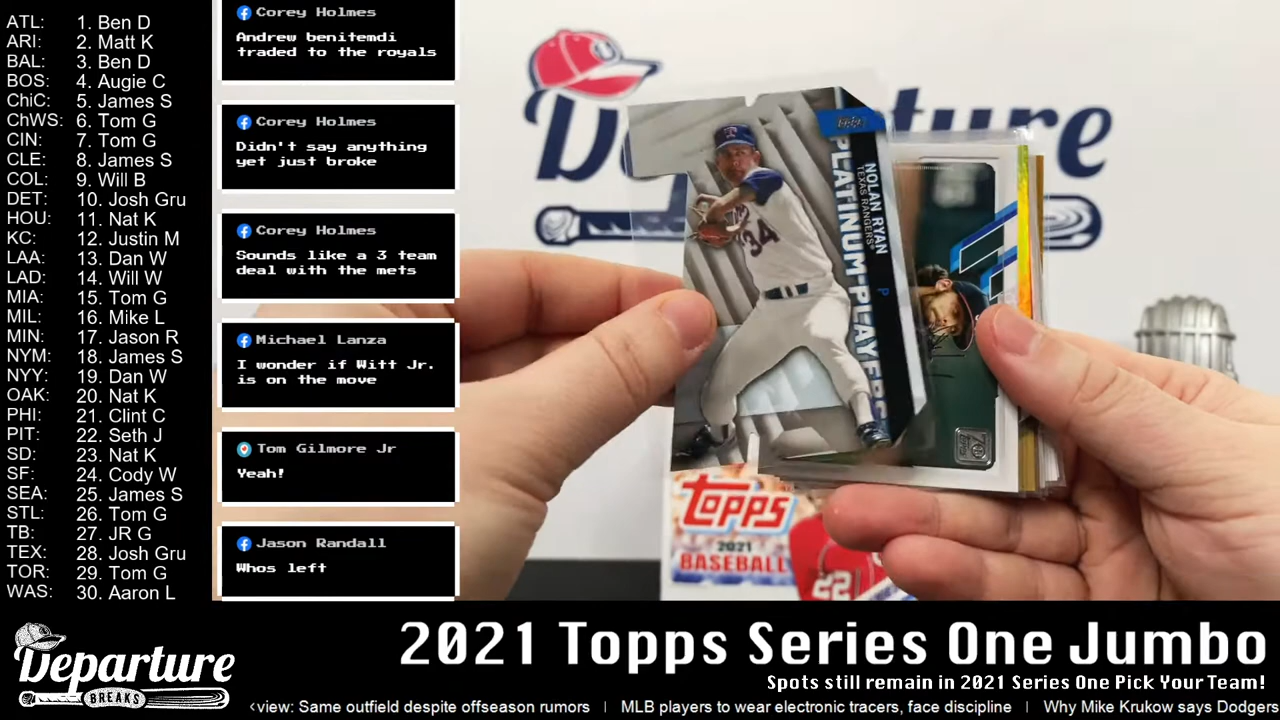 ATL: 1. Ben D
ARI: 2. Matt K
BAL: 3. Ben D
BOS: 4. Augie C
ChiC: 5. James S
ChWS: 6. Tom G
CIN: 7. Tom G
CLE: 8. James S
COL: 9. Will B
DET: 10. Josh Gru
HOU: 11. Nat K
KC: 12. Justin M
LAA: 13. Dan W
LAD: 14. Will W
MIA: 15. Tom G
MIL: 16. Mike L
MIN: 17. Jason R
NYM: 18. James S
NYY: 19. Dan W
OAK: 20. Nat K
PHI: 21. Clint C
PIT: 22. Seth J
SD: 23. Nat K
SF: 24. Cody W
SEA: 25. James S
STL: 26. Tom G
TB: 27. JR G
TEX: 28. Josh Gru
TOR: 29. Tom G
WAS: 30. Aaron L
Corey Holmes
Andrew benitemdi
traded to the royals
Corey Holmes
Didn't say anything
yet just broke
Corey Holmes
Sounds like a 3 team
deal with the mets
Michael Lanza
I wonder if Witt Jr.
is on the move
Tom Gilmore Jr
Yeah!
Jason Randall
Whos left
Topps
PLATINUM PLAYERS
NOLAN RYAN
TEXAS RANGERS®
P
T
34
70
topps
2021
BASEBALL
22
Departure
BREAKS
2021 Topps Series One Jumbo
Spots still remain in 2021 Series One Pick Your Team!
view: Same outfield despite offseason rumors | MLB players to wear electronic tracers, face discipline | Why Mike Krukow says Dodgers